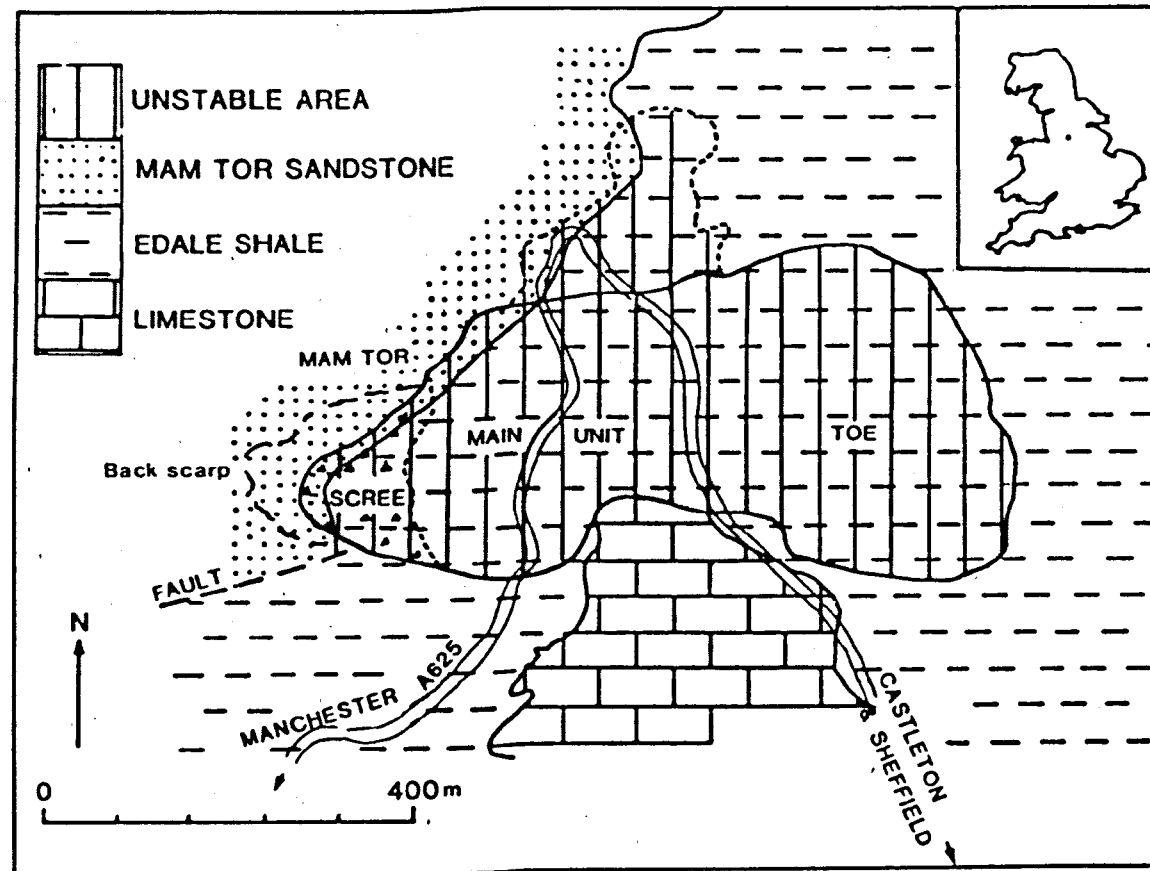 UNSTABLE AREA
MAM TOR SANDSTONE
EDALE SHALE
LIMESTONE
MAM TOR
MAIN UNIT TOE
Back scarp
SCREE
FAULT
N
MANCHESTER A625
CASTLETON
SHEFFIELD
0 400m